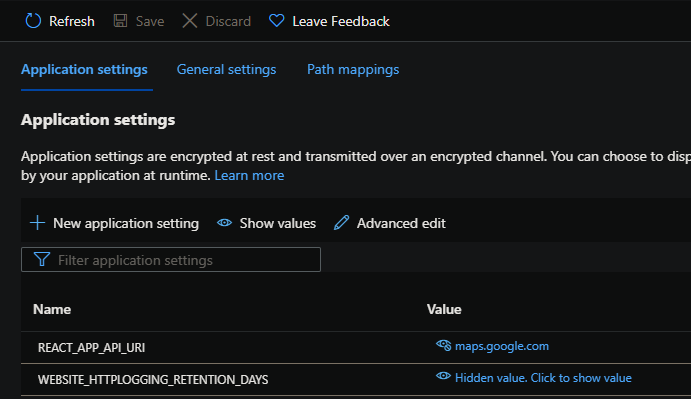 Refresh Save Discard Leave Feedback
Application settings General settings Path mappings
Application settings
Application settings are encrypted at rest and transmitted over an encrypted channel. You can choose to disp
by your application at runtime. Learn more
New application setting Show values Advanced edit
Filter application settings
Name Value
REACT_APP_API_URI maps.google.com
WEBSITE_HTTPLOGGING_RETENTION_DAYS Hidden value. Click to show value